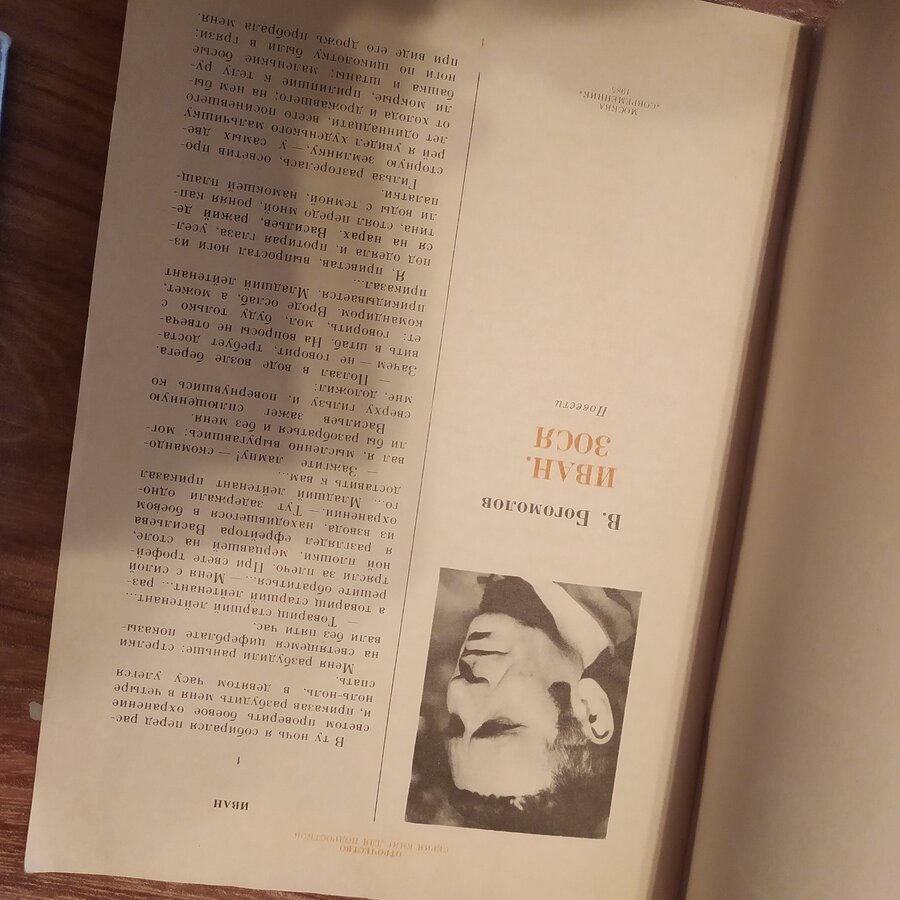 ОТРОЧЕСТВО
СЕРИЯ КНИГ ДЛЯ ПОДРОСТКОВ
В. Богомолов
ИВАН.
ЗОСЯ
Повести
МОСКВА
«СОВРЕМЕННИК»
1985
ИВАН
1
В ту ночь я собирался перед рас-
светом проверить боевое охранение
и, приказав разбудить меня в четыре
ноль-ноль, в девятом часу улегся
спать.
Меня разбудили раньше: стрелки
на светящемся циферблате показы-
вали без пяти час.
— Товарищ старший лейтенант...
а товарищ старший лейтенант... раз-
решите обратиться...— Меня с силой
трясли за плечо. При свете трофей-
ной плошки, мерцавшей на столе,
я разглядел ефрейтора Васильева
из взвода, находившегося в боевом
охранении.— Тут задержали одно-
го... Младший лейтенант приказал
доставить к вам...
— Зажгите лампу! — скомандо-
вал я, мысленно выругавшись: мог-
ли бы разобраться и без меня.
Васильев зажег сплющенную
сверху гильзу и, повернувшись ко
мне, доложил:
— Ползал в воде возле берега.
Зачем — не говорит, требует доста-
вить в штаб. На вопросы не отвеча-
ет: говорить, мол, буду только с
командиром. Вроде ослаб, а может,
прикидывается. Младший лейтенант
приказал...
Я, привстав, выпростал ноги из-
под одеяла и, протирая глаза, усел-
ся на нарах. Васильев, ражий де-
тина, стоял передо мной, роняя кап-
ли воды с темной, намокшей плащ-
палатки.
Гильза разгорелась, осветив про-
сторную землянку,— у самых две-
рей я увидел худенького мальчишку
лет одиннадцати, всего посиневшего
от холода и дрожавшего; на нем бы-
ли мокрые, прилипшие к телу ру-
башка и штаны; маленькие босые
ноги по щиколотку были в грязи;
при виде его дрожь пробрала меня.
1